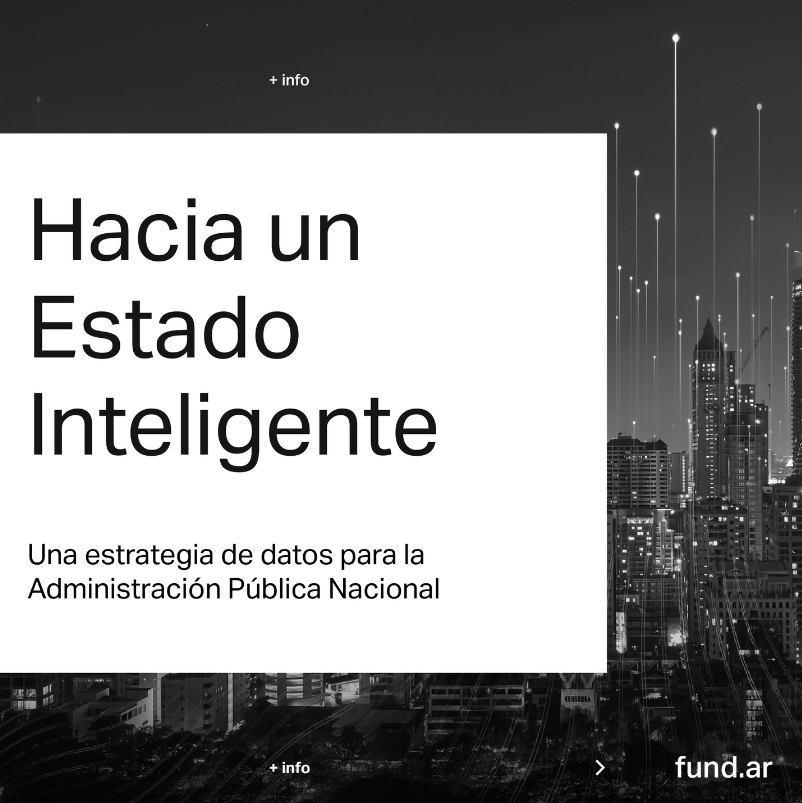 + info
Hacia un
Estado
Inteligente
Una estrategia de datos para la
Administración Pública Nacional
+ info
fund.ar